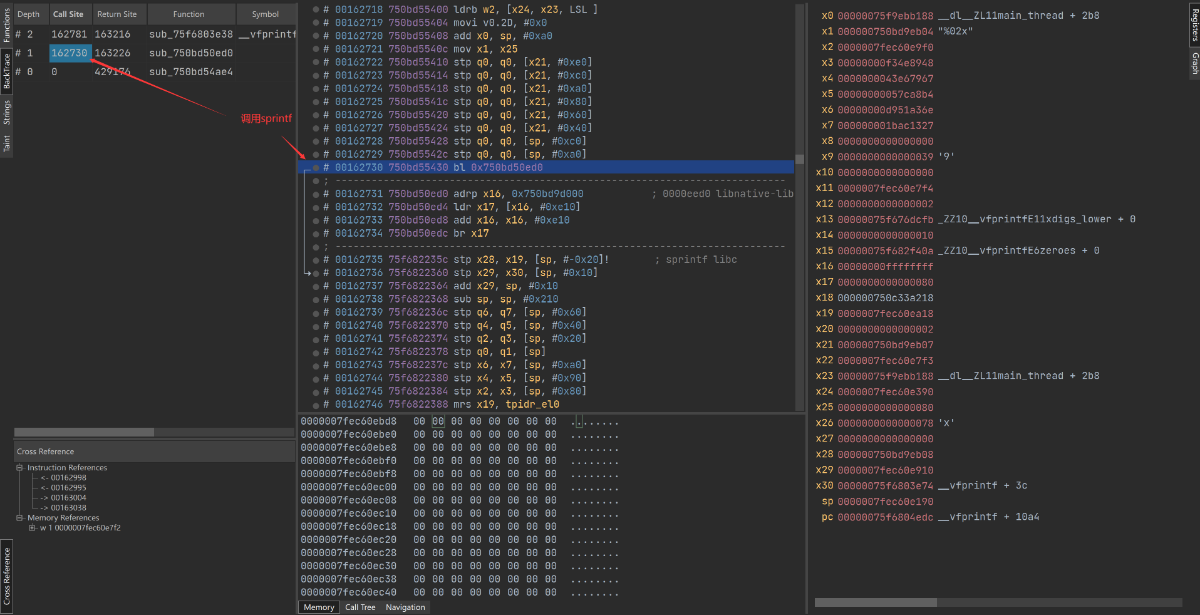 Functions
BackTrace
Strings
Taint
Depth Call Site Return Site Function Symbol
# 2 162781 163216 sub_75f6803e38 __vfprintf
# 1 162730 163226 sub_750bd50ed0
# 0 0 429176 sub_750bd54ae4
调用sprintf
Cross Reference
Instruction References
<- 00162998
<- 00162995
-> 00163004
-> 00163038
Memory References
w 1 0000007fec60e7f2
Cross Reference
# 00162718 750bd55400 ldrb w2, [x24, x23, LSL ]
# 00162719 750bd55404 movi v0.2D, #0x0
# 00162720 750bd55408 add x0, sp, #0xa0
# 00162721 750bd5540c mov x1, x25
# 00162722 750bd55410 stp q0, q0, [x21, #0xe0]
# 00162723 750bd55414 stp q0, q0, [x21, #0xc0]
# 00162724 750bd55418 stp q0, q0, [x21, #0xa0]
# 00162725 750bd5541c stp q0, q0, [x21, #0x80]
# 00162726 750bd55420 stp q0, q0, [x21, #0x60]
# 00162727 750bd55424 stp q0, q0, [x21, #0x40]
# 00162728 750bd55428 stp q0, q0, [sp, #0xc0]
# 00162729 750bd5542c stp q0, q0, [sp, #0xa0]
# 00162730 750bd55430 bl 0x750bd50ed0
; ---------------------------------------------------------------------------
# 00162731 750bd50ed0 adrp x16, 0x750bd9d000 ; 0000eed0 libnative-lib
# 00162732 750bd50ed4 ldr x17, [x16, #0xe10]
# 00162733 750bd50ed8 add x16, x16, #0xe10
# 00162734 750bd50edc br x17
; ---------------------------------------------------------------------------
# 00162735 75f682235c stp x28, x19, [sp, #-0x20]! ; sprintf libc
# 00162736 75f6822360 stp x29, x30, [sp, #0x10]
# 00162737 75f6822364 add x29, sp, #0x10
# 00162738 75f6822368 sub sp, sp, #0x210
# 00162739 75f682236c stp q6, q7, [sp, #0x60]
# 00162740 75f6822370 stp q4, q5, [sp, #0x40]
# 00162741 75f6822374 stp q2, q3, [sp, #0x20]
# 00162742 75f6822378 stp q0, q1, [sp]
# 00162743 75f682237c stp x6, x7, [sp, #0xa0]
# 00162744 75f6822380 stp x4, x5, [sp, #0x90]
# 00162745 75f6822384 stp x2, x3, [sp, #0x80]
# 00162746 75f6822388 mrs x19, tpidr_el0
0000007fec60ebd8 00 00 00 00 00 00 00 00 ........
0000007fec60ebe0 00 00 00 00 00 00 00 00 ........
0000007fec60ebe8 00 00 00 00 00 00 00 00 ........
0000007fec60ebf0 00 00 00 00 00 00 00 00 ........
0000007fec60ebf8 00 00 00 00 00 00 00 00 ........
0000007fec60ec00 00 00 00 00 00 00 00 00 ........
0000007fec60ec08 00 00 00 00 00 00 00 00 ........
0000007fec60ec10 00 00 00 00 00 00 00 00 ........
0000007fec60ec18 00 00 00 00 00 00 00 00 ........
0000007fec60ec20 00 00 00 00 00 00 00 00 ........
0000007fec60ec28 00 00 00 00 00 00 00 00 ........
0000007fec60ec30 00 00 00 00 00 00 00 00 ........
0000007fec60ec38 00 00 00 00 00 00 00 00 ........
0000007fec60ec40 00 00 00 00 00 00 00 00 ........
Memory Call Tree Navigation
x0 00000075f9ebb188 __dl__ZL11main_thread + 2b8
x1 000000750bd9eb04 "%02x"
x2 0000007fec60e9f0
x3 00000000f34e8948
x4 0000000043e67967
x5 0000000057ca8b4
x6 00000000d951a36e
x7 000000001bac1327
x8 0000000000000000
x9 0000000000000039 '9'
x10 0000000000000000
x11 0000007fec60e7f4
x12 0000000000000002
x13 00000075f676dcfb _ZZ10__vfprintfE11xdigs_lower + 0
x14 0000000000000010
x15 00000075f682f40a _ZZ10__vfprintfE6zeroes + 0
x16 00000000ffffffff
x17 0000000000000080
x18 000000750c33a218
x19 0000007fec60ea18
x20 0000000000000002
x21 000000750bd9eb07
x22 0000007fec60e7f3
x23 00000075f9ebb188 __dl__ZL11main_thread + 2b8
x24 0000007fec60e390
x25 0000000000000080
x26 0000000000000078 'x'
x27 0000000000000000
x28 000000750bd9eb08
x29 0000007fec60e910
x30 00000075f6803e74 __vfprintf + 3c
sp 0000007fec60e190
pc 00000075f6804edc __vfprintf + 10a4
Registers
Graph